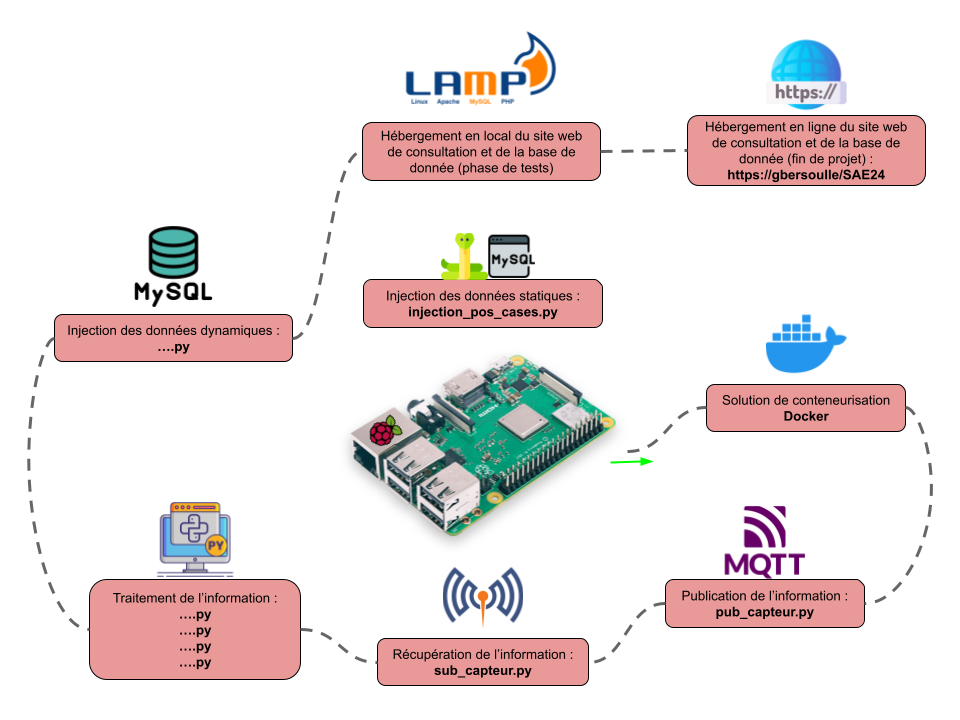 LAMP
Linux Apache MySQL PHP
https://
Hébergement en local du site web
de consultation et de la base de
donnée (phase de tests)
Hébergement en ligne du site web
de consultation et de la base de
donnée (fin de projet) :
https://gbersoulle/SAE24
MySQL
Injection des données dynamiques :
….py
MySQL
Injection des données statiques :
injection_pos_cases.py
HDMI
Solution de conteneurisation
Docker
PY
Traitement de l'information :
….py
….py
….py
….py
Récupération de l'information :
sub_capteur.py
MQTT
Publication de l'information :
pub_capteur.py